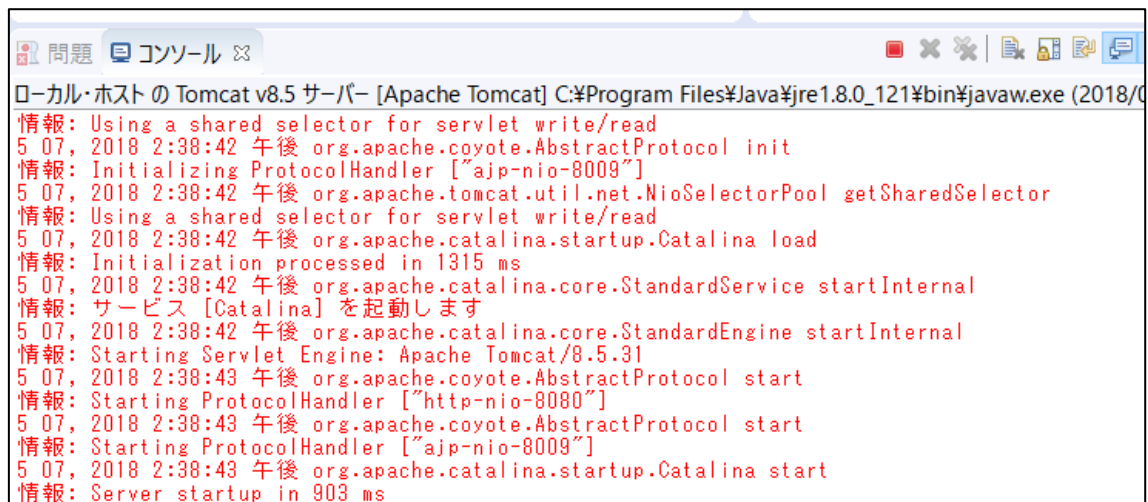 問題 コンソール
ローカル・ホスト の Tomcat v8.5 サーバー [Apache Tomcat] C:¥Program Files¥Java¥jre1.8.0_121¥bin¥javaw.exe (2018/
情報: Using a shared selector for servlet write/read
5 07, 2018 2:38:42 午後 org.apache.coyote.AbstractProtocol init
情報: Initializing ProtocolHandler ["ajp-nio-8009"]
5 07, 2018 2:38:42 午後 org.apache.tomcat.util.net.NioSelectorPool getSharedSelector
情報: Using a shared selector for servlet write/read
5 07, 2018 2:38:42 午後 org.apache.catalina.startup.Catalina load
情報: Initialization processed in 1315 ms
5 07, 2018 2:38:42 午後 org.apache.catalina.core.StandardService startInternal
情報: サービス [Catalina] を起動します
5 07, 2018 2:38:42 午後 org.apache.catalina.core.StandardEngine startInternal
情報: Starting Servlet Engine: Apache Tomcat/8.5.31
5 07, 2018 2:38:43 午後 org.apache.coyote.AbstractProtocol start
情報: Starting ProtocolHandler ["http-nio-8080"]
5 07, 2018 2:38:43 午後 org.apache.coyote.AbstractProtocol start
情報: Starting ProtocolHandler ["ajp-nio-8009"]
5 07, 2018 2:38:43 午後 org.apache.catalina.startup.Catalina start
情報: Server startup in 903 ms